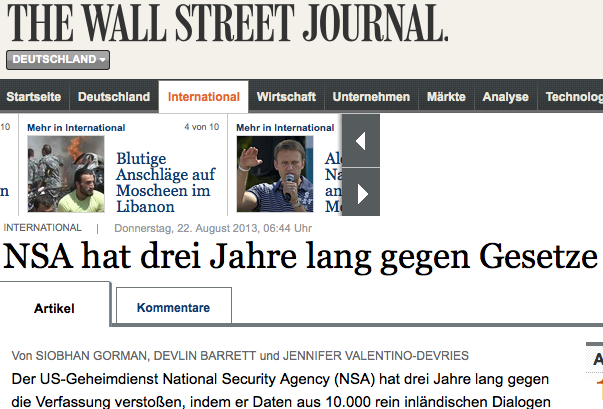 THE WALL STREET JOURNAL.
DEUTSCHLAND
Startseite Deutschland International Wirtschaft Unternehmen Märkte Analyse Technolog
10 Mehr in International 4 von 10 Mehr in International
n Blutige
Anschläge auf
Moscheen im
Libanon
Al
Na
an
M
INTERNATIONAL | Donnerstag, 22. August 2013, 06:44 Uhr
NSA hat drei Jahre lang gegen Gesetze
Artikel Kommentare
Von SIOBHAN GORMAN, DEVLIN BARRETT und JENNIFER VALENTINO-DEVRIES
Der US-Geheimdienst National Security Agency (NSA) hat drei Jahre lang gegen
die Verfassung verstoßen, indem er Daten aus 10.000 rein inländischen Dialogen